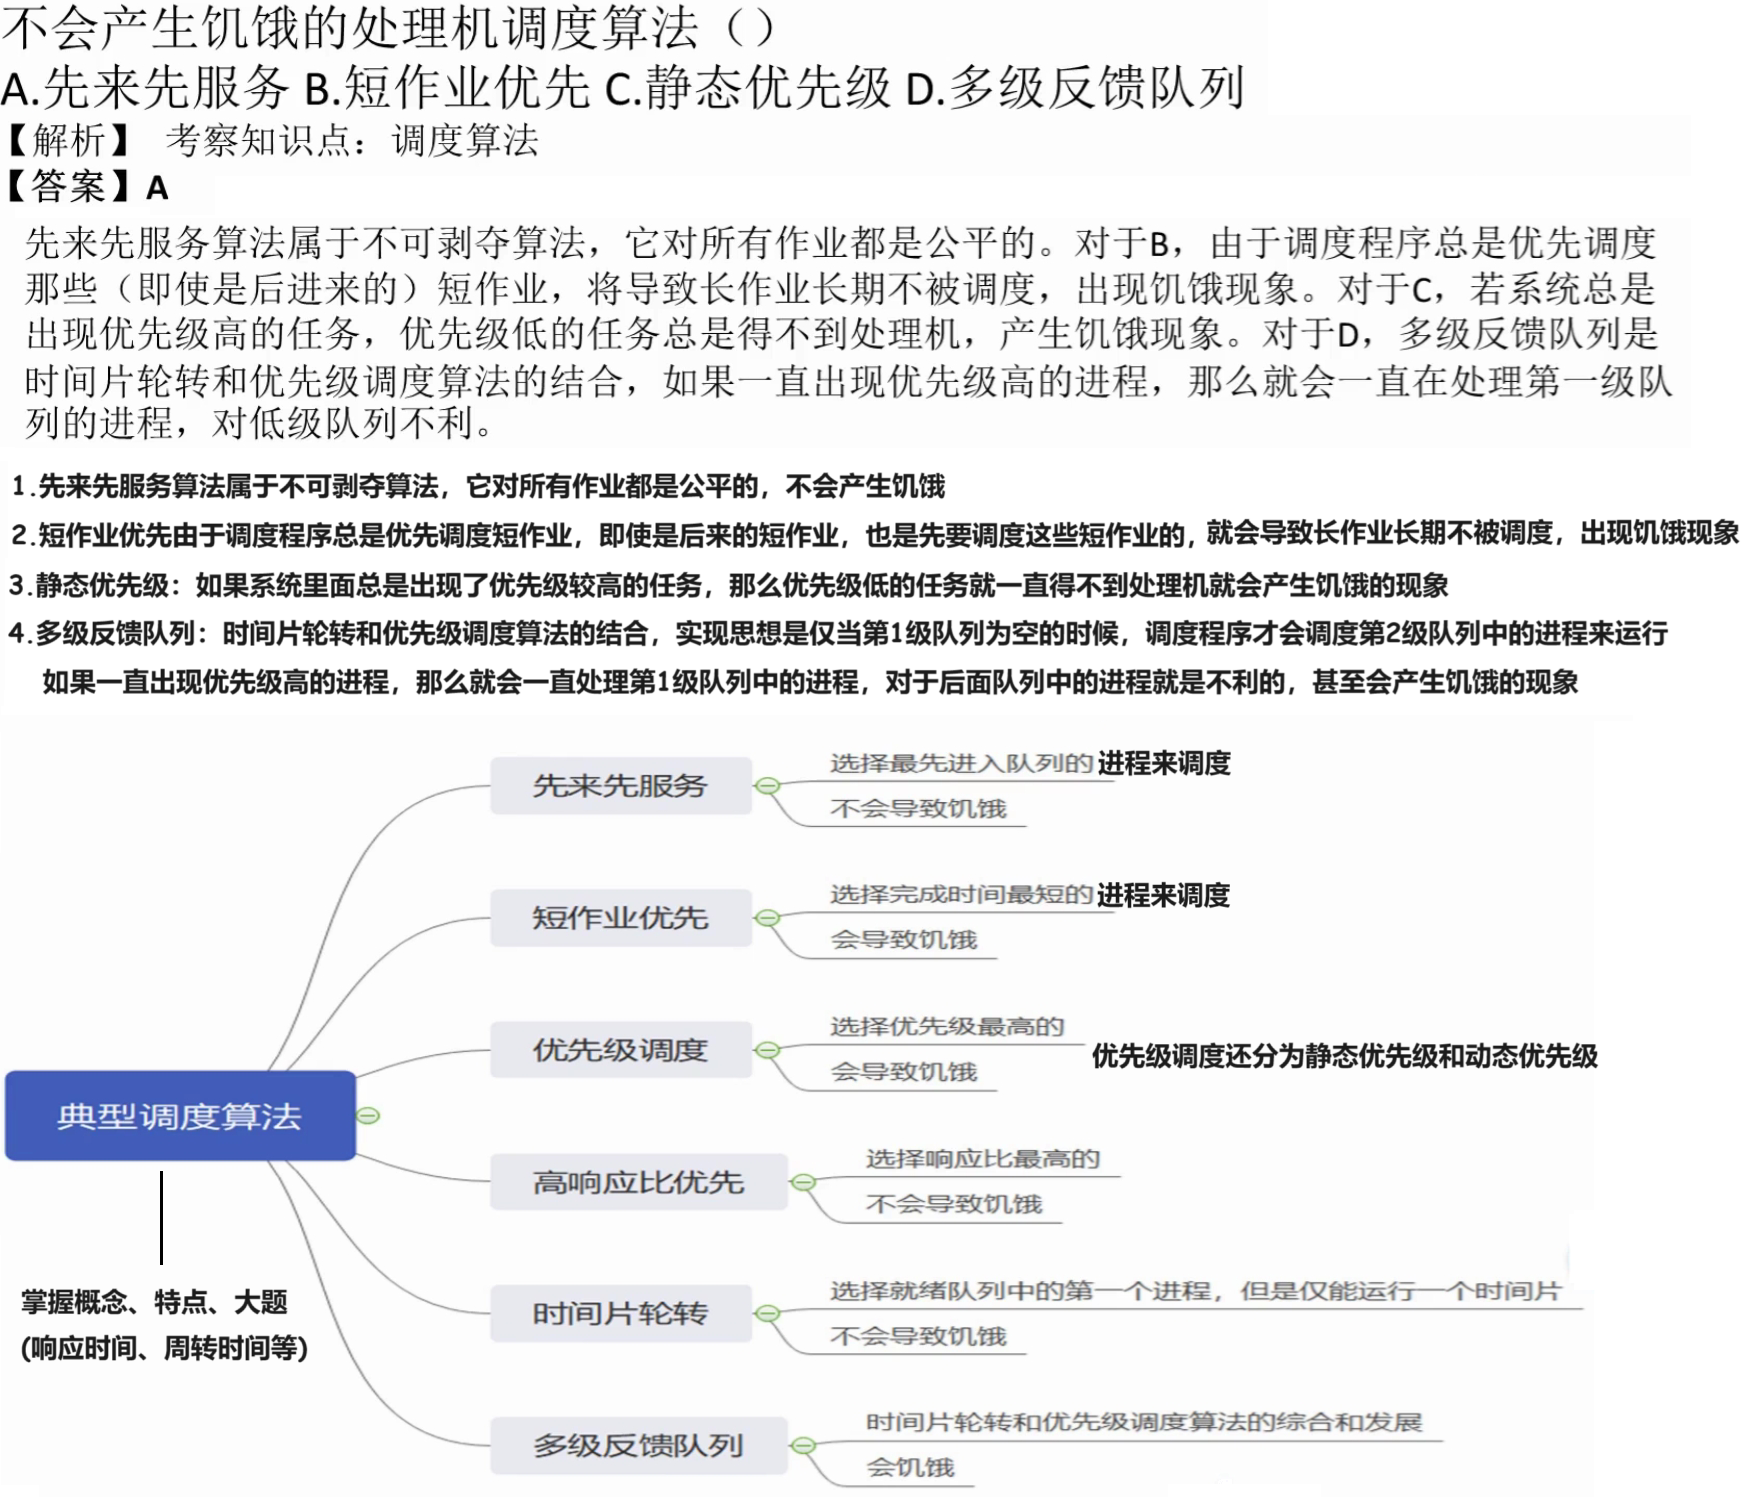 不会产生饥饿的处理机调度算法（）
A.先来先服务 B.短作业优先 C.静态优先级 D.多级反馈队列
【解析】 考察知识点：调度算法
【答案】A
先来先服务算法属于不可剥夺算法，它对所有作业都是公平的。对于B，由于调度程序总是优先调度
那些（即使是后进来的）短作业，将导致长作业长期不被调度，出现饥饿现象。对于C，若系统总是
出现优先级高的任务，优先级低的任务总是得不到处理机，产生饥饿现象。对于D，多级反馈队列是
时间片轮转和优先级调度算法的结合，如果一直出现优先级高的进程，那么就会一直在处理第一级队
列的进程，对低级队列不利。
1.先来先服务算法属于不可剥夺算法，它对所有作业都是公平的，不会产生饥饿
2.短作业优先由于调度程序总是优先调度短作业，即使是后来的短作业，也是先要调度这些短作业的，就会导致长作业长期不被调度，出现饥饿现象
3.静态优先级：如果系统里面总是出现了优先级较高的任务，那么优先级低的任务就一直得不到处理机就会产生饥饿的现象
4.多级反馈队列：时间片轮转和优先级调度算法的结合，实现思想是仅当第1级队列为空的时候，调度程序才会调度第2级队列中的进程来运行
如果一直出现优先级高的进程，那么就会一直处理第1级队列中的进程，对于后面队列中的进程就是不利的，甚至会产生饥饿的现象
先来先服务
选择最先进入队列的进程来调度
不会导致饥饿
短作业优先
选择完成时间最短的进程来调度
会导致饥饿
优先级调度
选择优先级最高的
会导致饥饿
优先级调度还分为静态优先级和动态优先级
典型调度算法
高响应比优先
选择响应比最高的
不会导致饥饿
掌握概念、特点、大题
(响应时间、周转时间等)
时间片轮转
选择就绪队列中的第一个进程，但是仅能运行一个时间片
不会导致饥饿
多级反馈队列
时间片轮转和优先级调度算法的综合和发展
会饥饿